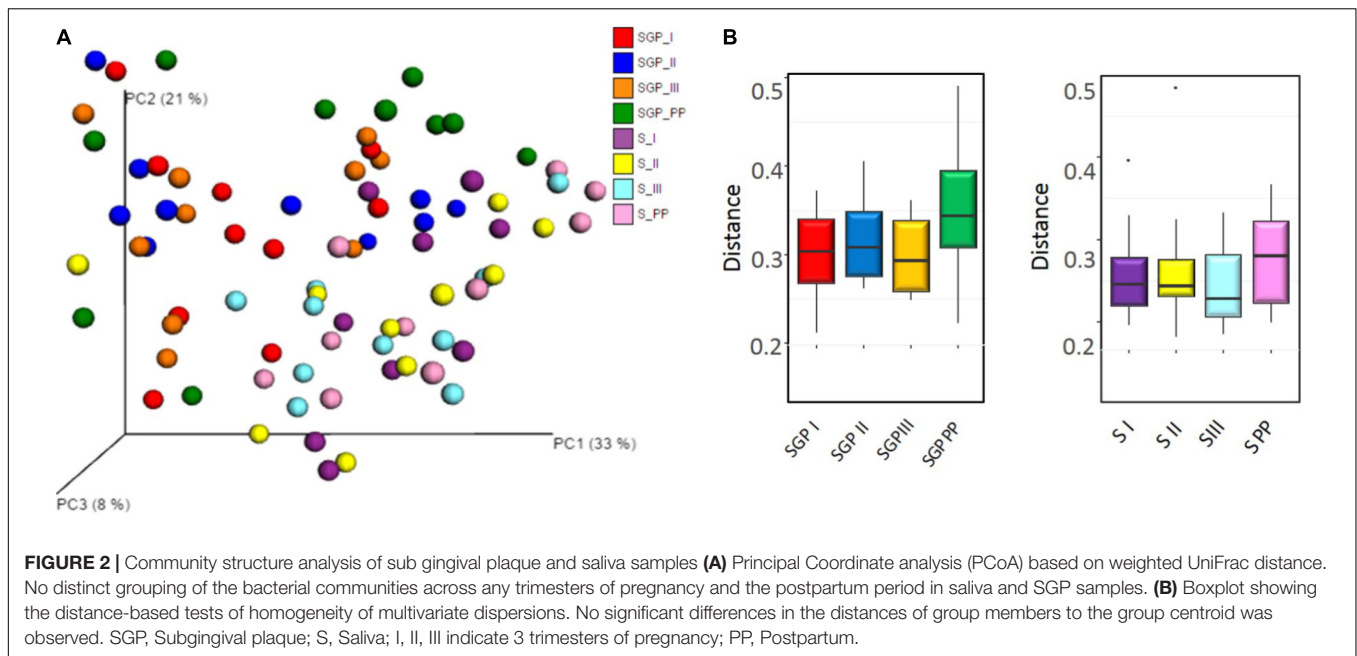 A
SGP_I
SGP_II
SGP_III
SGP_PP
S_I
S_II
S_III
S_PP
PC2 (21 %)
PC1 (33 %)
PC3 (8 %)
B
Distance
0.5
0.4
0.3
0.2
SGP I
SGP II
SGPIII
SGP PP
Distance
0.5
0.4
0.3
0.2
S I
S II
SIII
S PP
FIGURE 2 | Community structure analysis of sub gingival plaque and saliva samples (A) Principal Coordinate analysis (PCoA) based on weighted UniFrac distance.
No distinct grouping of the bacterial communities across any trimesters of pregnancy and the postpartum period in saliva and SGP samples. (B) Boxplot showing
the distance-based tests of homogeneity of multivariate dispersions. No significant differences in the distances of group members to the group centroid was
observed. SGP, Subgingival plaque; S, Saliva; I, II, III indicate 3 trimesters of pregnancy; PP, Postpartum.